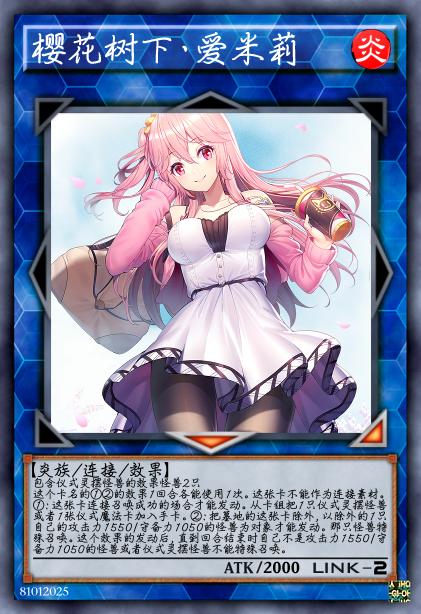 樱花树下·爱米莉
炎
【炎族/连接/效果】
包含仪式灵摆怪兽的效果怪兽2只
这个卡名的①②的效果1回合各能使用1次。这张卡不能作为连接素材。
①:这张卡连接召唤成功的场合才能发动。从卡组把1只仪式灵摆怪兽
或者1张仪式魔法卡加入手卡。②:把墓地的这张卡除外,以除外的1只
自己的攻击力1550/守备力1050的怪兽为对象才能发动。那只怪兽特
殊召唤。这个效果的发动后,直到回合结束时自己不是攻击力1550/守
备力1050的怪兽或者仪式灵摆怪兽不能特殊召唤。
ATK/2000 LINK-2
81012025